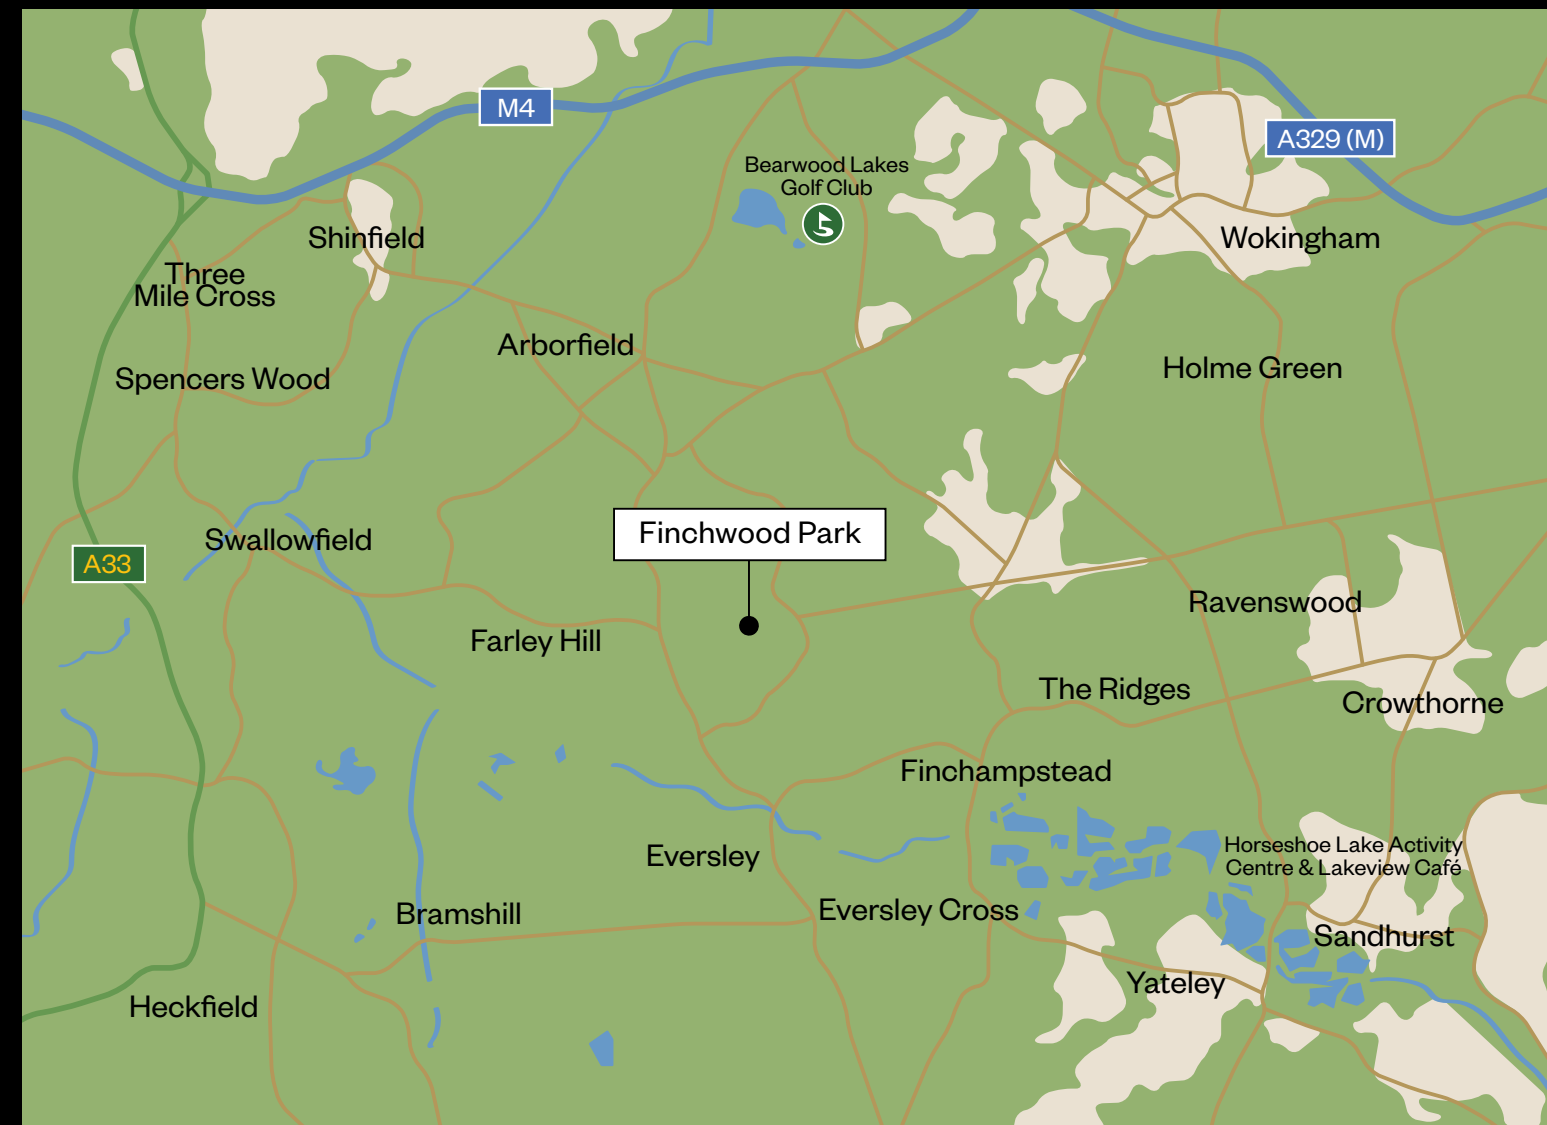 M4
A329 (M)
Bearwood Lakes
Golf Club
Shinfield
Wokingham
Three
Mile Cross
Arborfield
Holme Green
Spencers Wood
Finchwood Park
Swallowfield
A33
Ravenswood
Farley Hill
The Ridges
Crowthorne
Finchampstead
Horseshoe Lake Activity
Centre & Lakeview Café
Eversley
Eversley Cross
Bramshill
Sandhurst
Yateley
Heckfield